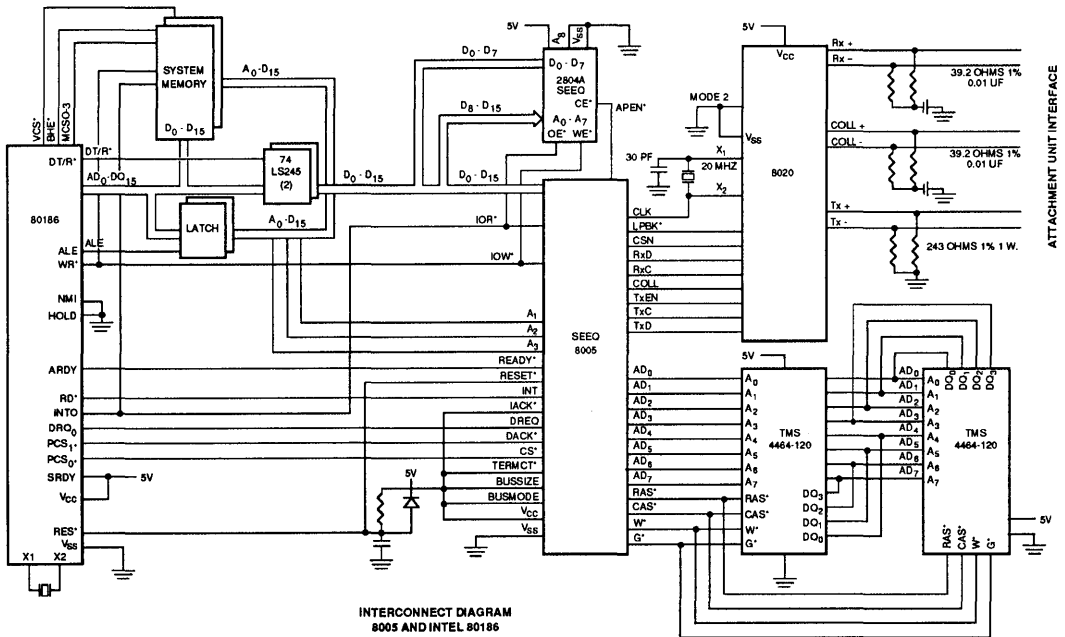 VCS*
BHE*
MCSO-3
SYSTEM
MEMORY
D0 - D15
A0 - D15
DT/R*
DT/R*
AD0-DQ15
74
LS245
(2)
D0 - D15
LATCH
A0 - D15
80186
ALE
ALE
WR*
NMI
HOLD
ARDY
RD*
INTO
DRQ0
PCS1*
PCS0*
SRDY
5V
VCC
RES*
VSS
X1
X2
5V
A8
VSS
D0 - D7
D0 - D7
2804A
SEEQ
CE*
APEN*
D8 - D15
A0 - A7
OE*
WE*
D0 - D15
IOR*
IOW*
A1
A2
A3
READY*
RESET*
INT
IACK*
DREQ
DACK*
CS*
TERMCT*
BUSSIZE
BUSMODE
VCC
VSS
5V
SEEQ
8005
CLK
LPBK*
CSN
RxD
RxC
COLL
TxEN
TxC
TxD
AD0
AD1
AD2
AD3
AD4
AD5
AD6
AD7
RAS*
CAS*
W*
G*
5V
VCC
MODE 2
VSS
X1
30 PF
20 MHZ
X2
8020
Rx +
Rx -
39.2 OHMS 1%
0.01 UF
COLL +
COLL -
39.2 OHMS 1%
0.01 UF
Tx +
Tx -
243 OHMS 1% 1 W.
ATTACHMENT UNIT INTERFACE
5V
A0
A1
A2
A3
A4
A5
A6
A7
RAS*
CAS*
W*
G*
TMS
4464-120
DQ3
DQ2
DQ1
DQ0
AD0
AD1
AD2
AD3
AD4
AD5
AD6
AD7
DQ0
DQ1
DQ2
DQ3
A0
A1
A2
A3
A4
A5
A6
A7
TMS
4464-120
5V
RAS*
CAS*
W*
G*
INTERCONNECT DIAGRAM
8005 AND INTEL 80186